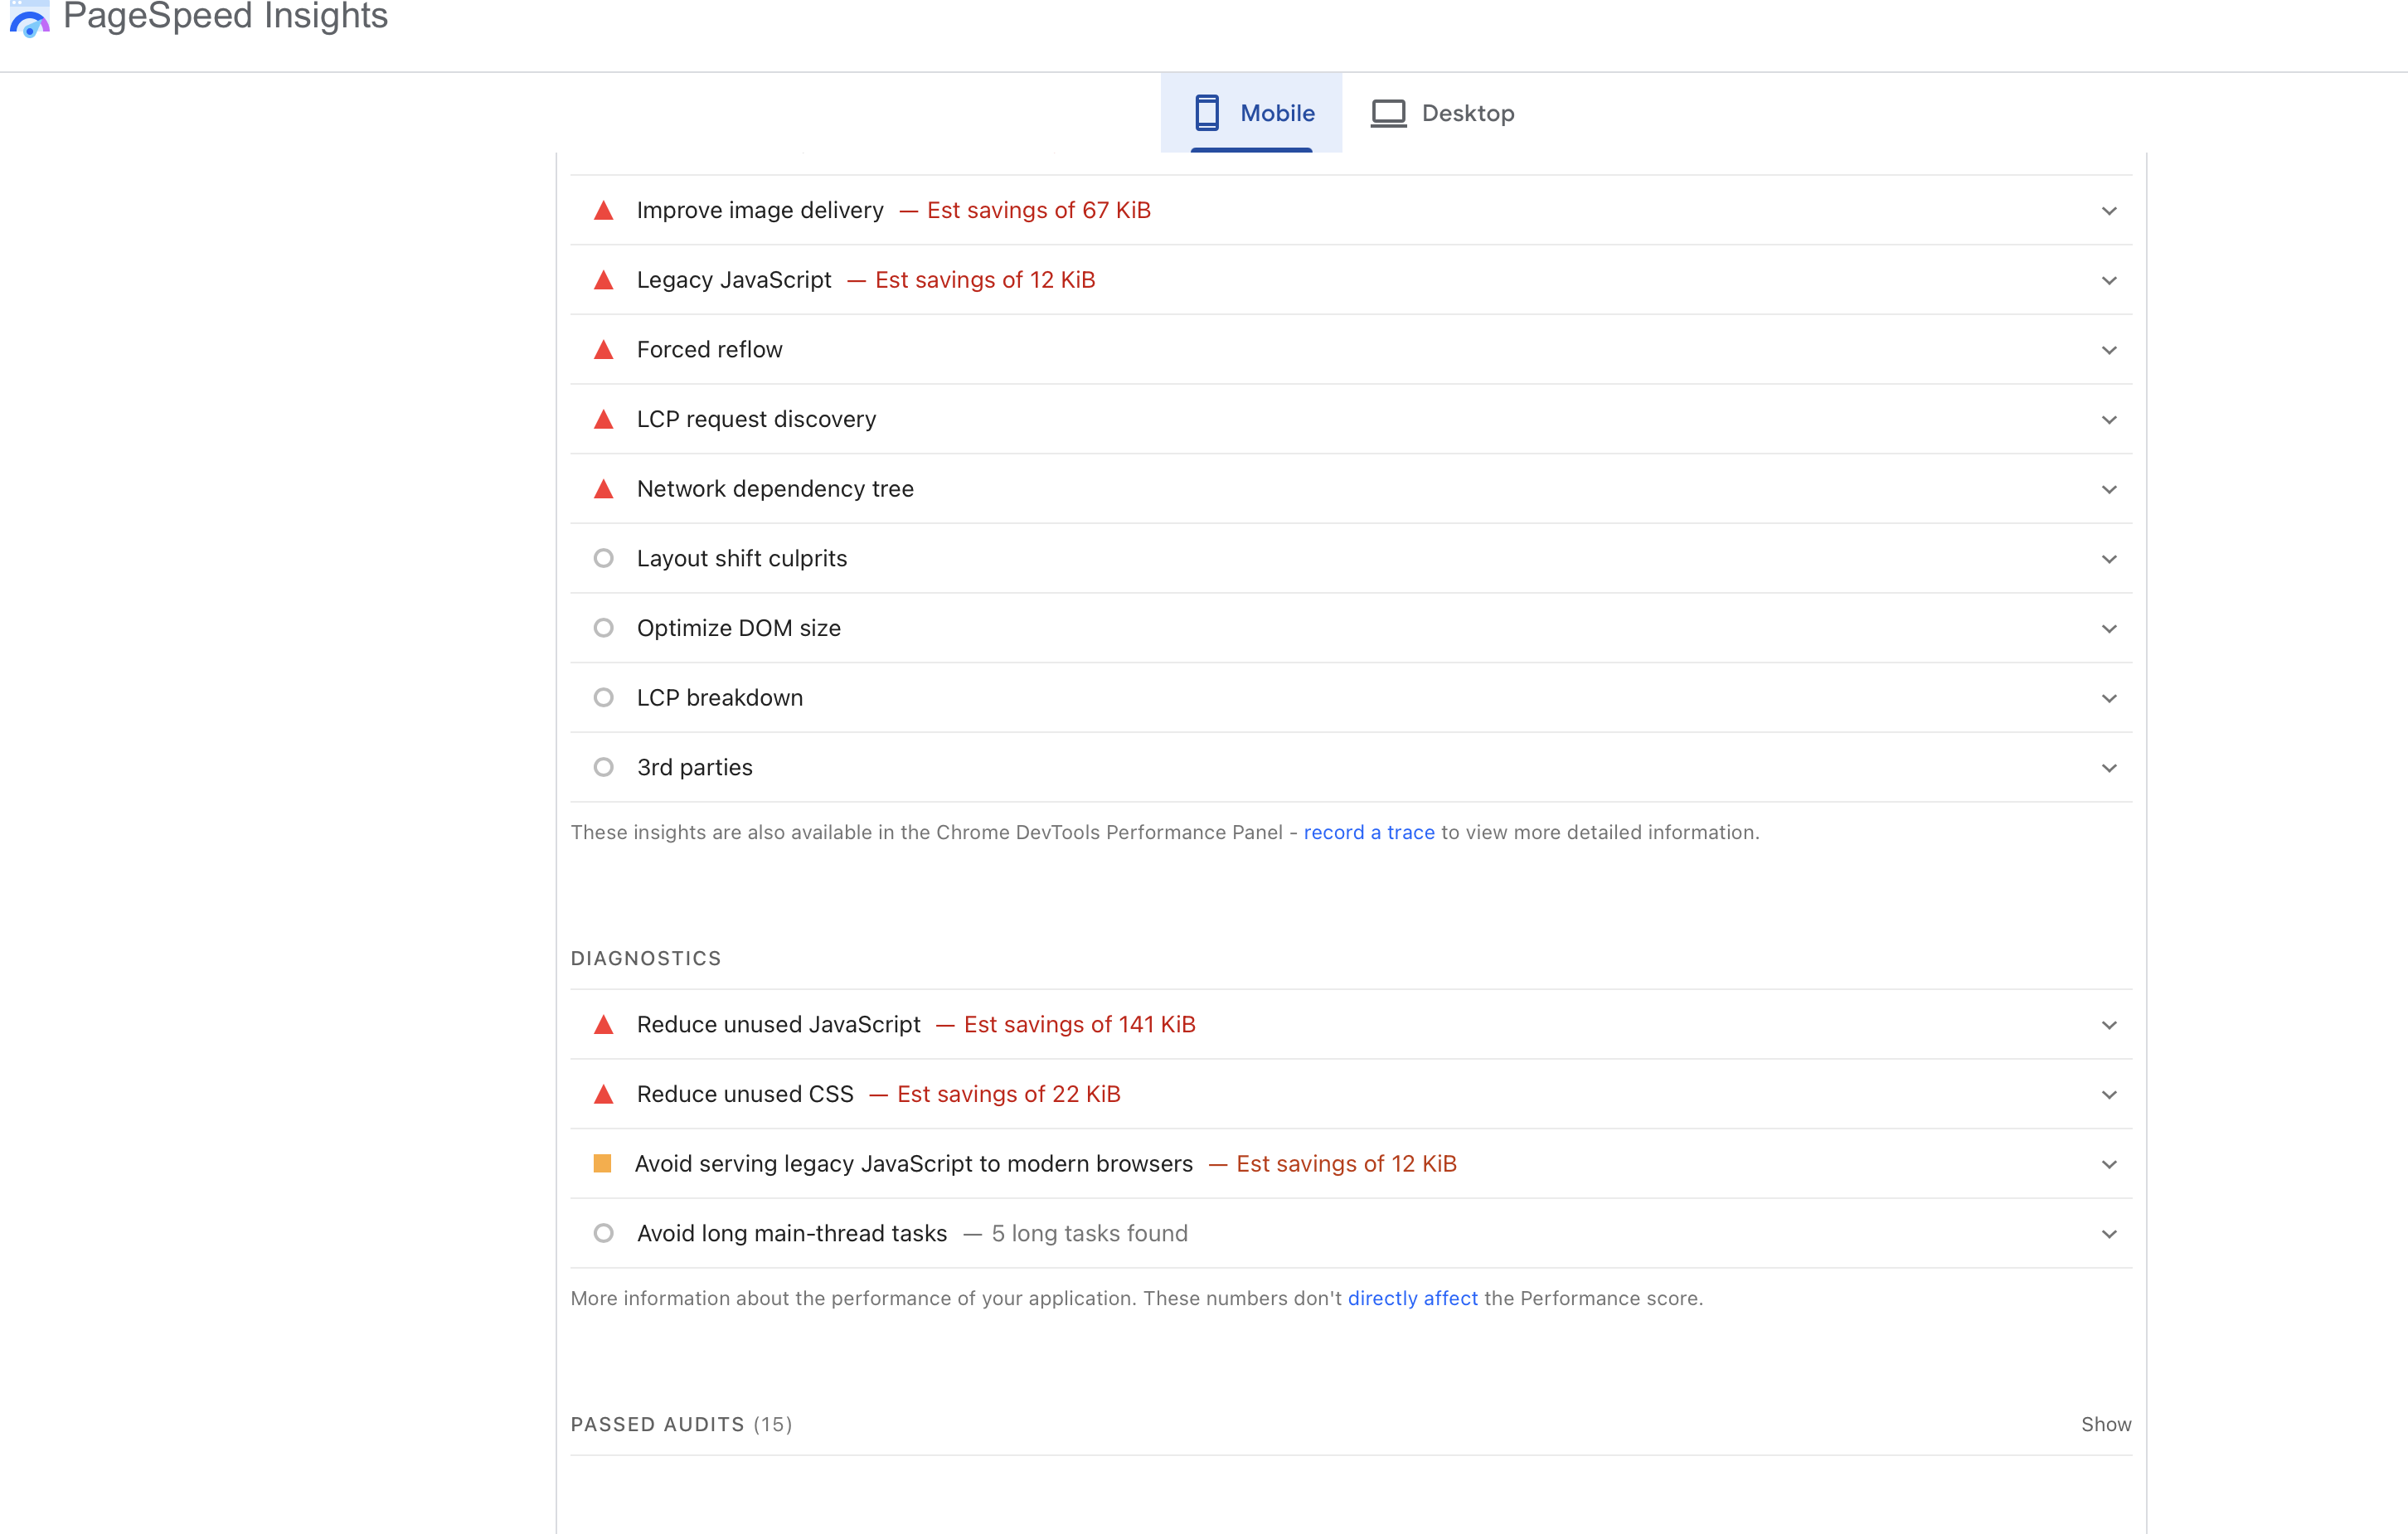 PageSpeed Insights
Mobile
Desktop
Improve image delivery — Est savings of 67 KiB
Legacy JavaScript — Est savings of 12 KiB
Forced reflow
LCP request discovery
Network dependency tree
Layout shift culprits
Optimize DOM size
LCP breakdown
3rd parties
These insights are also available in the Chrome DevTools Performance Panel - record a trace to view more detailed information.
DIAGNOSTICS
Reduce unused JavaScript — Est savings of 141 KiB
Reduce unused CSS — Est savings of 22 KiB
Avoid serving legacy JavaScript to modern browsers — Est savings of 12 KiB
Avoid long main-thread tasks — 5 long tasks found
More information about the performance of your application. These numbers don't directly affect the Performance score.
PASSED AUDITS (15)
Show